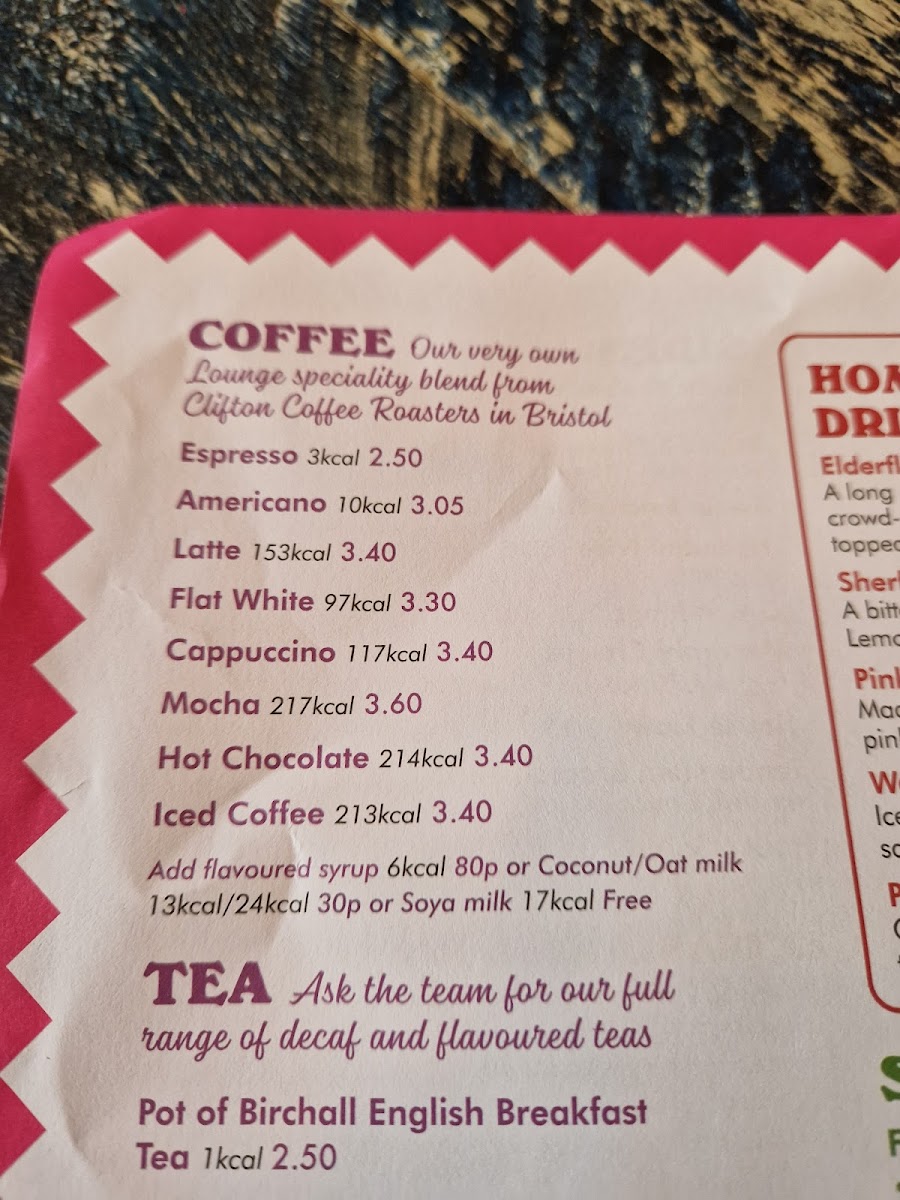 COFFEE Our very own
Lounge speciality blend from
Clifton Coffee Roasters in Bristol
Espresso 3kcal 2.50
Americano 10kcal 3.05
Latte 153kcal 3.40
Flat White 97kcal 3.30
Cappuccino 117kcal 3.40
Mocha 217kcal 3.60
Hot Chocolate 214kcal 3.40
Iced Coffee 213kcal 3.40
Add flavoured syrup 6kcal 80p or Coconut/Oat milk
13kcal/24kcal 30p or Soya milk 17kcal Free
TEA Ask the team for our full
range of decaf and flavoured teas
Pot of Birchall English Breakfast
Tea 1kcal 2.50
A long
crowd-
topped
A